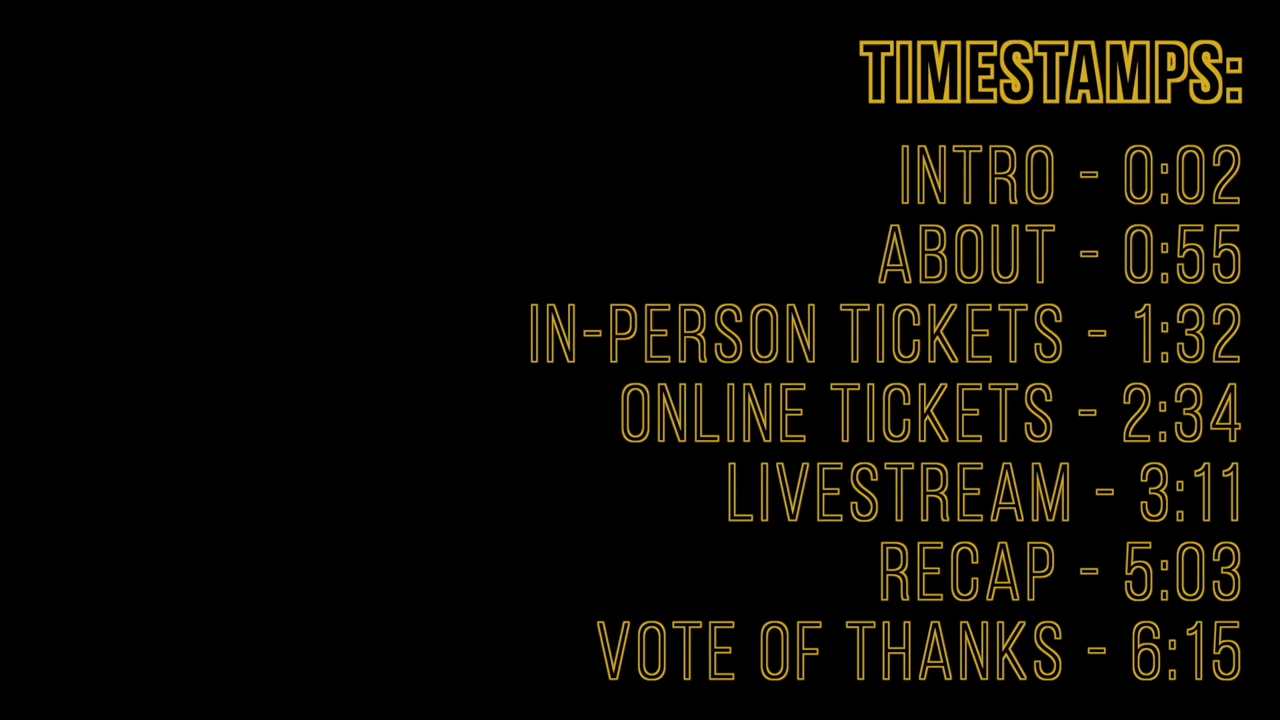 TIMESTAMPS:
INTRO - 0:02
ABOUT - 0:55
IN-PERSON TICKETS - 1:32
ONLINE TICKETS - 2:34
LIVESTREAM - 3:11
RECAP - 5:03
VOTE OF THANKS - 6:15